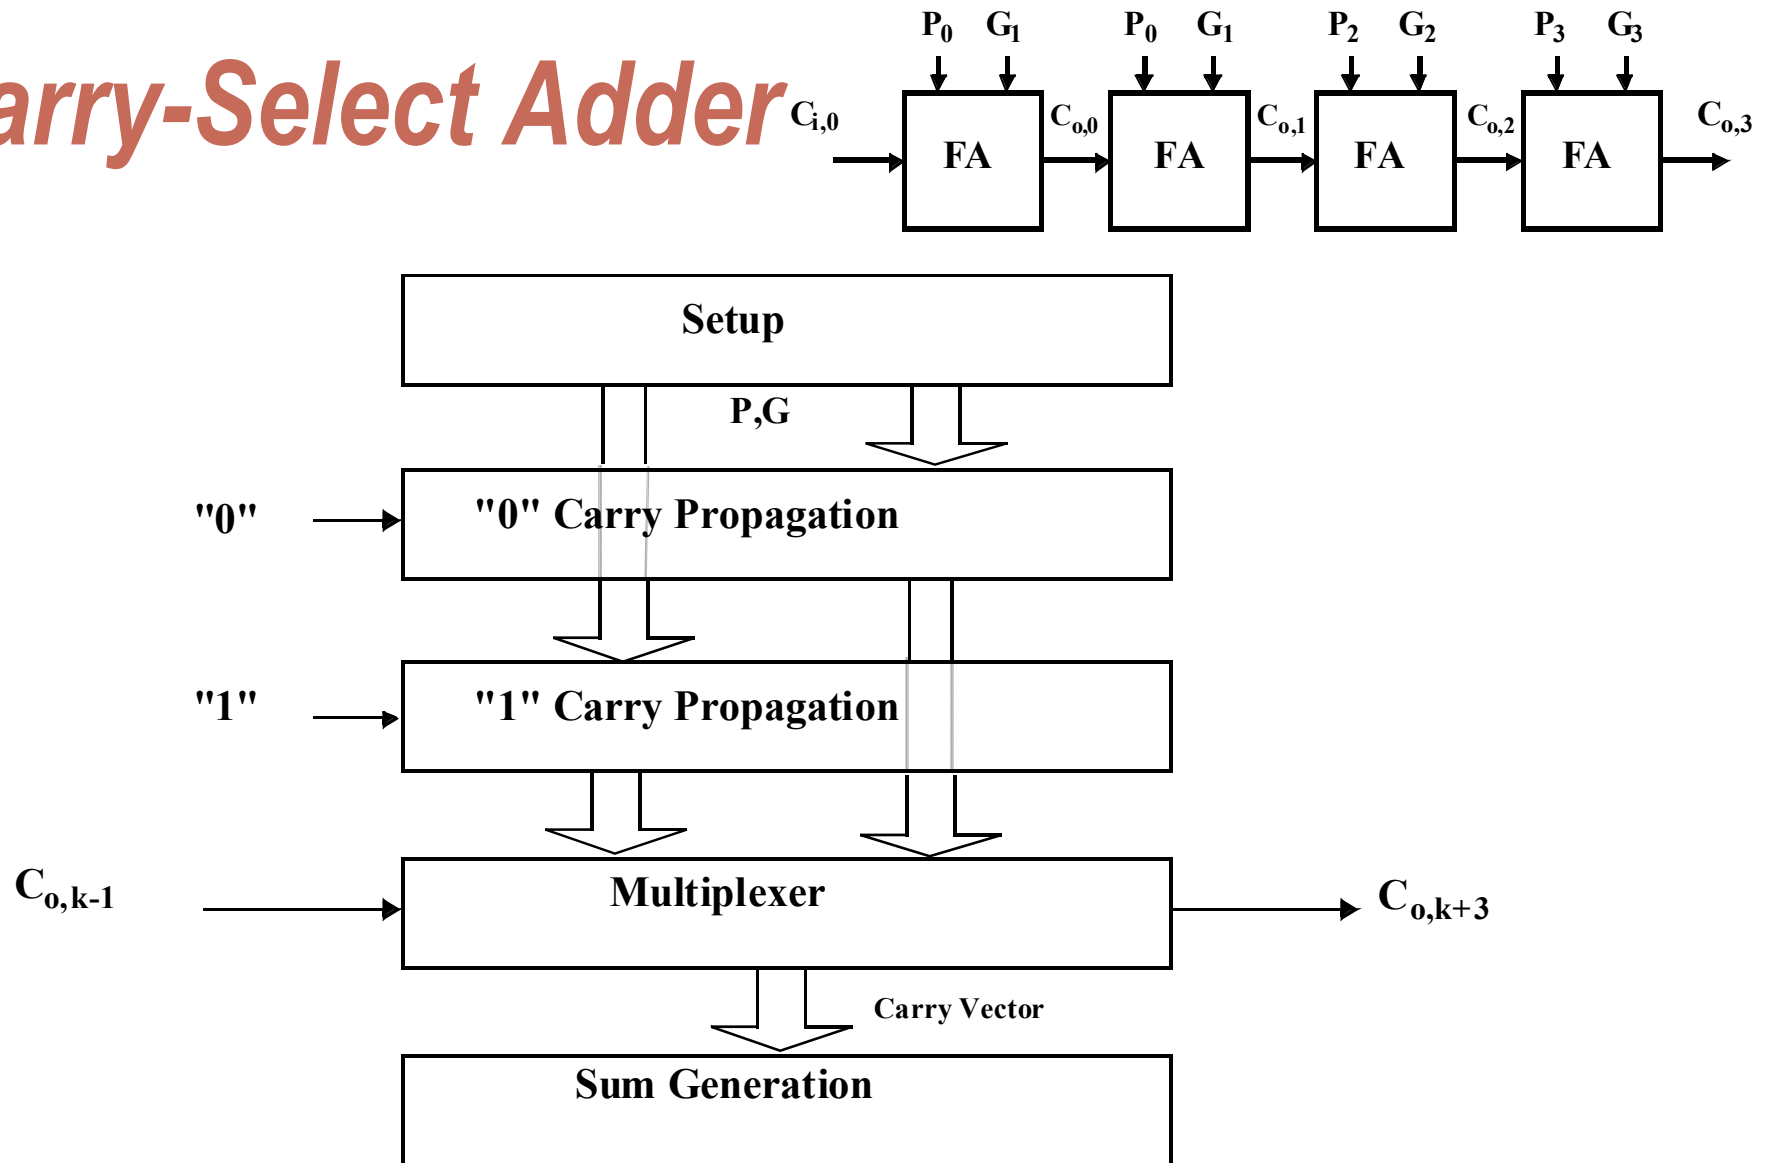 arry-Select Adder
P0 G1 P0 G1 P2 G2 P3 G3
Ci,0 Co,0 Co,1 Co,2 Co,3
FA FA FA FA
Setup
P,G
"0" "0" Carry Propagation
"1" "1" Carry Propagation
Co,k-1 Multiplexer Co,k+3
Carry Vector
Sum Generation